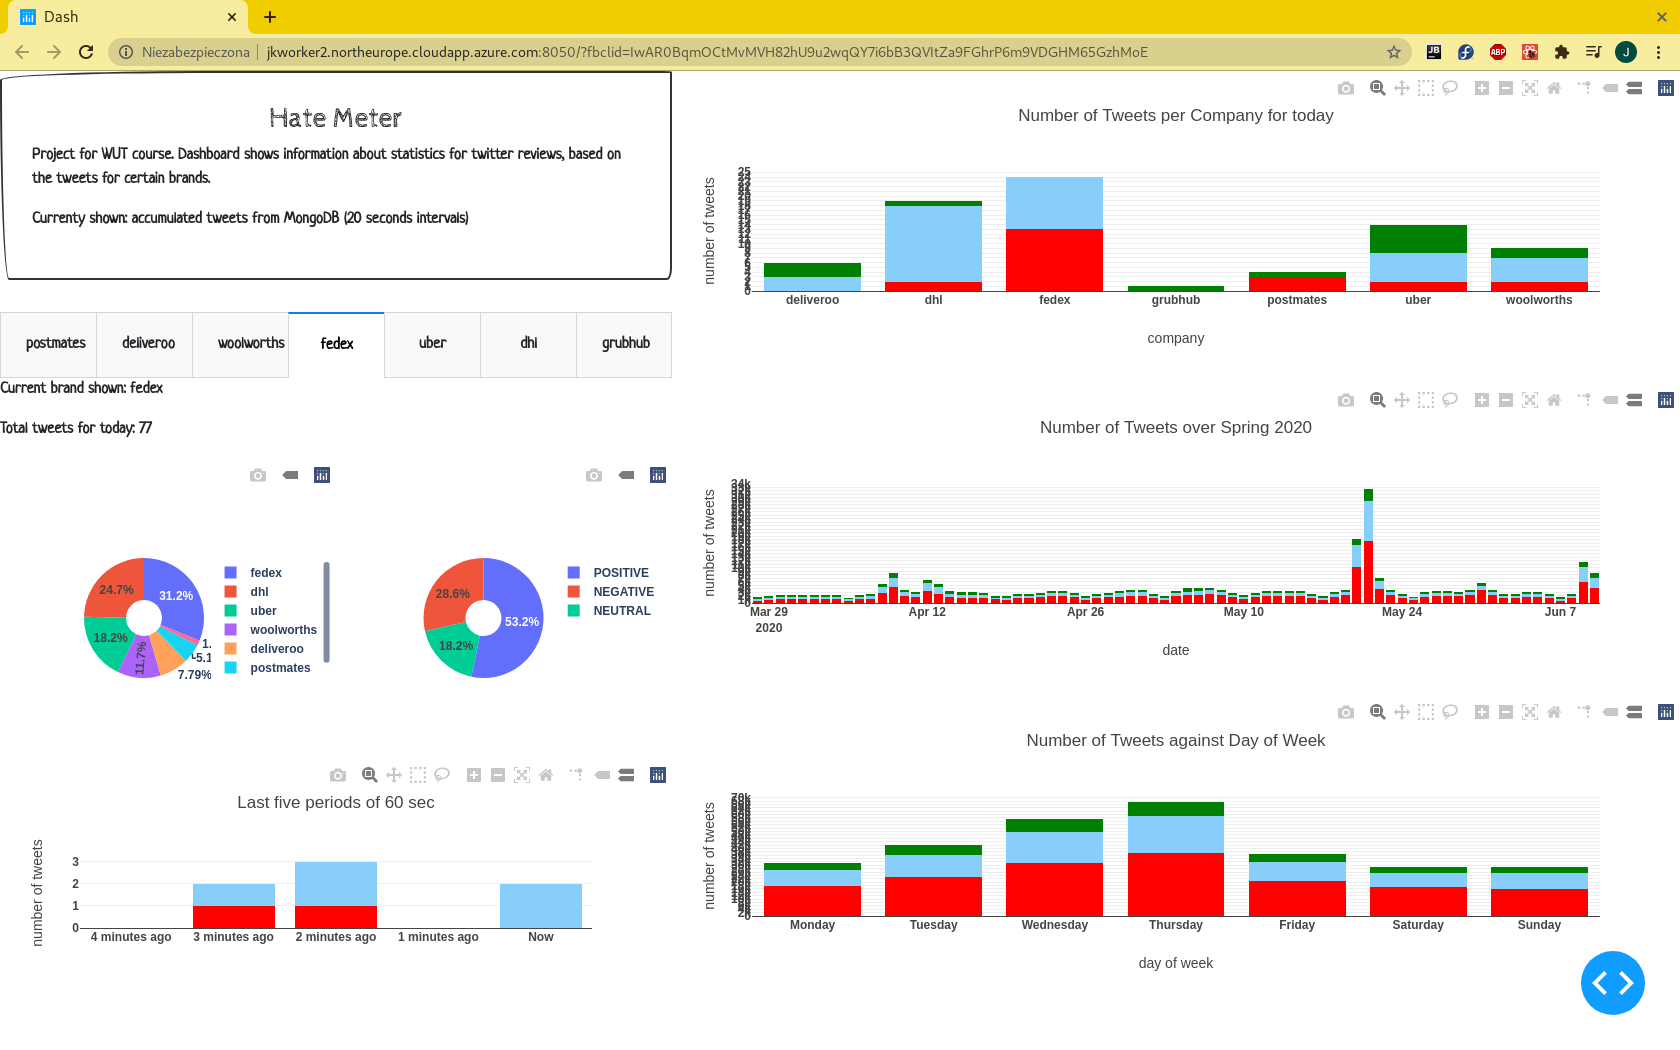 Dash
Niezabezpieczona jkworker2.northeurope.cloudapp.azure.com:8050/?fbclid=IwAR0BqmOCtMvMVH82hU9u2wqQY7i6bB3QVItZa9FGhrP6m9VDGHM65GzhMoE
JB
ABP
J
Hate Meter
Project for WUT course. Dashboard shows information about statistics for twitter reviews, based on
the tweets for certain brands.
Currenty shown: accumulated tweets from MongoDB (20 seconds intervals)
postmates deliveroo woolworths fedex uber dhl grubhub
Current brand shown: fedex
Total tweets for today: 77
24.7%
31.2%
18.2%
11.7%
7.79%
fedex
dhl
uber
woolworths
deliveroo
postmates
28.6%
53.2%
18.2%
POSITIVE
NEGATIVE
NEUTRAL
Last five periods of 60 sec
number of tweets
3
2
1
0
4 minutes ago 3 minutes ago 2 minutes ago 1 minutes ago Now
Number of Tweets per Company for today
number of tweets
25
0
deliveroo dhl fedex grubhub postmates uber woolworths
company
Number of Tweets over Spring 2020
number of tweets
34k
0
Mar 29 Apr 12 Apr 26 May 10 May 24 Jun 7
2020
date
Number of Tweets against Day of Week
number of tweets
70k
0
Monday Tuesday Wednesday Thursday Friday Saturday Sunday
day of week